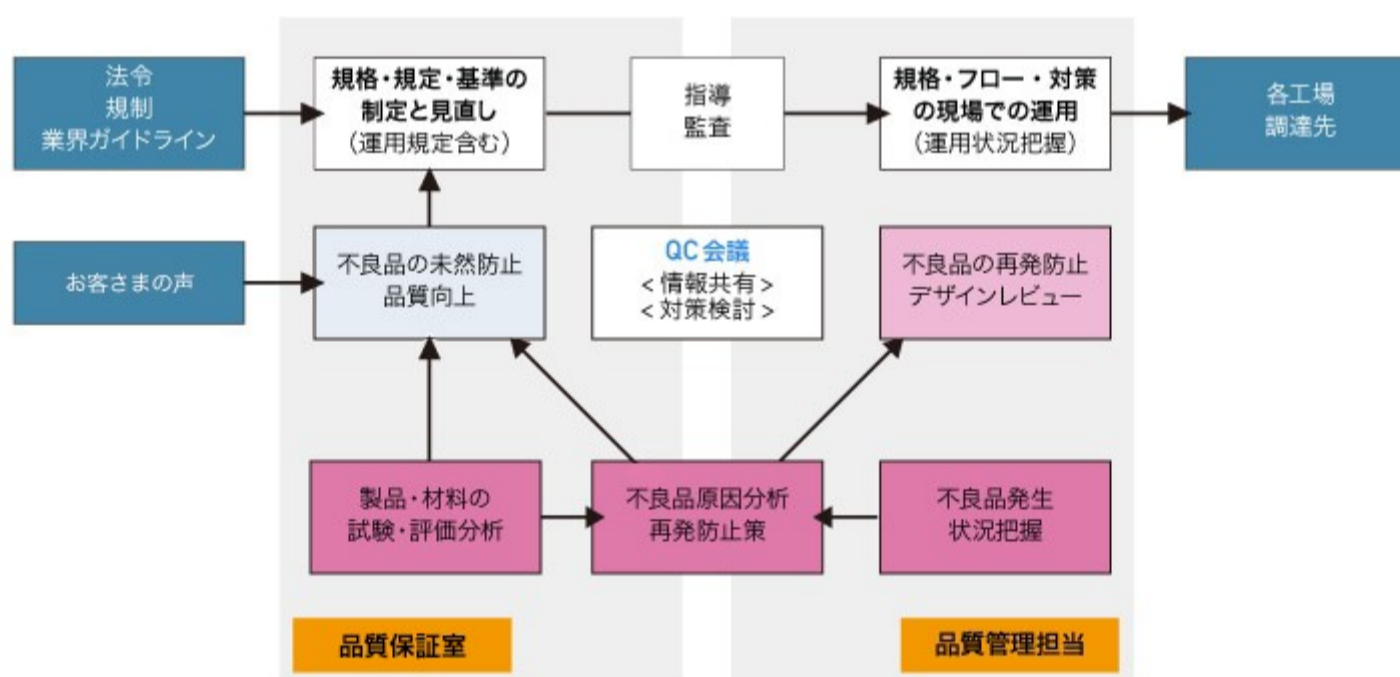 法令
規制
業界ガイドライン
規格・規定・基準の
制定と見直し
（運用規定含む）
指導
監査
規格・フロー・対策
の現場での運用
（運用状況把握）
各工場
調達先
お客さまの声
不良品の未然防止
品質向上
QC会議
＜情報共有＞
＜対策検討＞
不良品の再発防止
デザインレビュー
製品・材料の
試験・評価分析
不良品原因分析
再発防止策
不良品発生
状況把握
品質保証室
品質管理担当